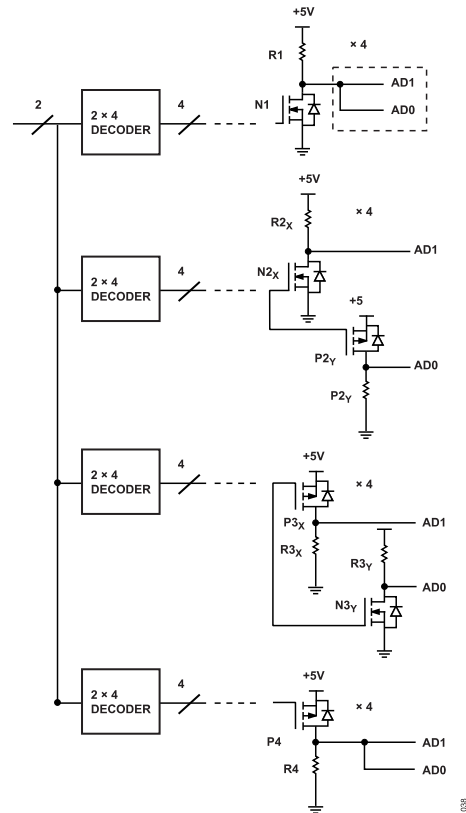 +5V
R1
× 4
2
2 × 4
DECODER
4
N1
AD1
AD0
+5V
R2X
× 4
AD1
2 × 4
DECODER
4
N2X
+5
P2Y
AD0
P2Y
+5V
2 × 4
DECODER
4
× 4
P3X
AD1
R3X
R3Y
AD0
N3Y
+5V
2 × 4
DECODER
4
× 4
P4
AD1
R4
AD0
038